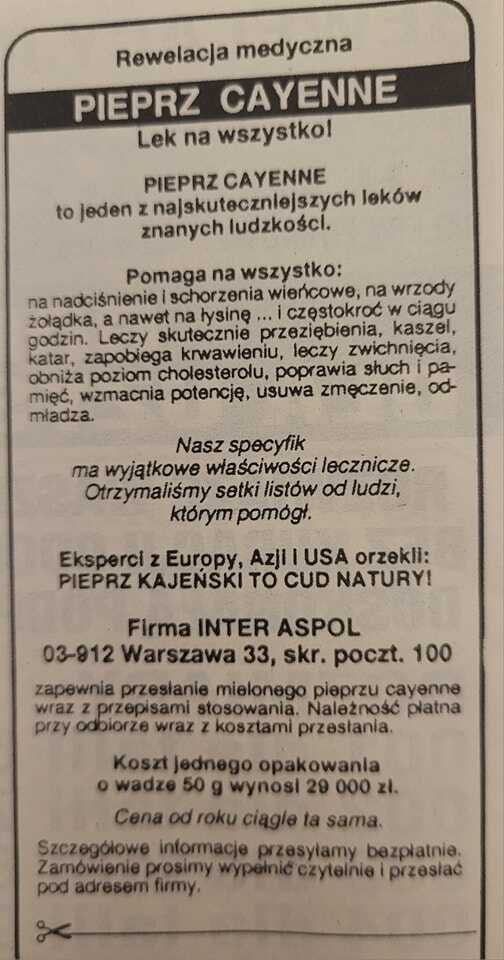 Rewelacja medyczna
PIEPRZ CAYENNE
Lek na wszystko!
PIEPRZ CAYENNE
to jeden z najskuteczniejszych leków
znanych ludzkości.
Pomaga na wszystko:
na nadciśnienie i schorzenia wieńcowe, na wrzody
żołądka, a nawet na łysinę ... i częstokroć w ciągu
godzin. Leczy skutecznie przeziębienia, kaszel,
katar, zapobiega krwawieniu, leczy zwichnięcia,
obniża poziom cholesterolu, poprawia słuch i pa-
mięć, wzmacnia potencję, usuwa zmęczenie, od-
mładza.
Nasz specyfik
ma wyjątkowe właściwości lecznicze.
Otrzymaliśmy setki listów od ludzi,
którym pomógł.
Eksperci z Europy, Azji i USA orzekli:
PIEPRZ KAJEŃSKI TO CUD NATURY!
Firma INTER ASPOL
03-912 Warszawa 33, skr. poczt. 100
zapewnia przesłanie mielonego pieprzu cayenne
wraz z przepisami stosowania. Należność płatna
przy odbiorze wraz z kosztami przesłania.
Koszt jednego opakowania
o wadze 50 g wynosi 29 000 zł.
Cena od roku ciągle ta sama.
Szczegółowe informacje przesyłamy bezpłatnie.
Zamówienie prosimy wypełnić czytelnie i przesłać
pod adresem firmy.